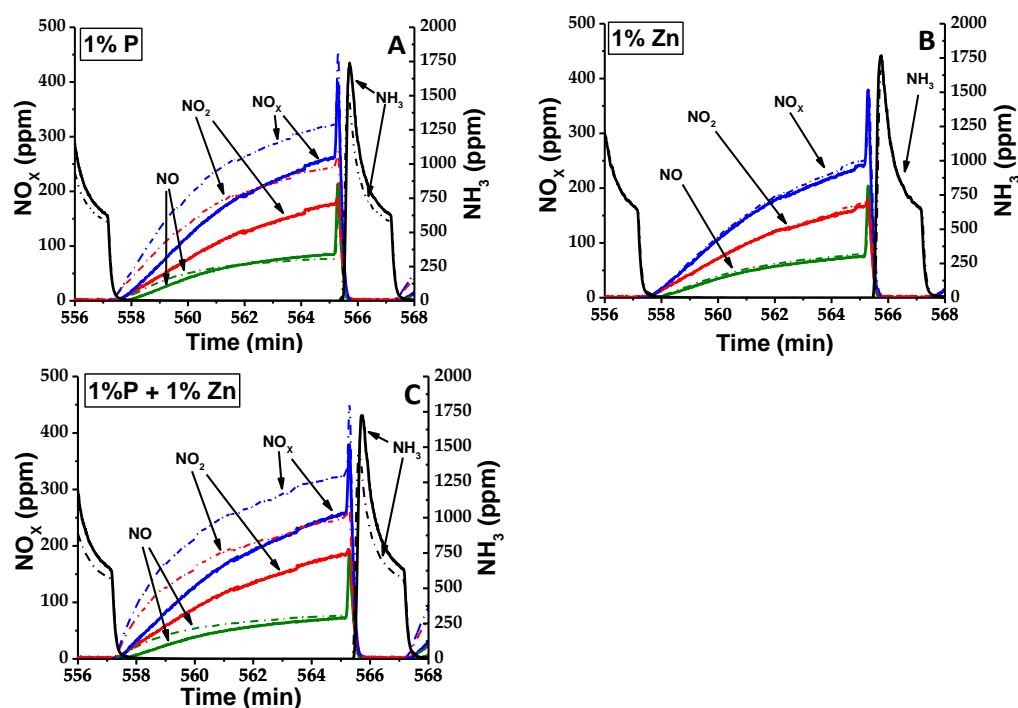 1% P
A
NO₂
NOₓ
NH₃
NO
NOₓ (ppm)
NH₃ (ppm)
500
400
300
200
100
0
2000
1750
1500
1250
1000
750
500
250
0
556 558 560 562 564 566 568
Time (min)
1% Zn
B
NOₓ
NH₃
NO₂
NO
NOₓ (ppm)
NH₃ (ppm)
500
400
300
200
100
0
2000
1750
1500
1250
1000
750
500
250
0
556 558 560 562 564 566 568
Time (min)
1%P + 1% Zn
C
NO₂
NOₓ
NH₃
NO
NOₓ (ppm)
NH₃ (ppm)
500
400
300
200
100
0
2000
1750
1500
1250
1000
750
500
250
0
556 558 560 562 564 566 568
Time (min)